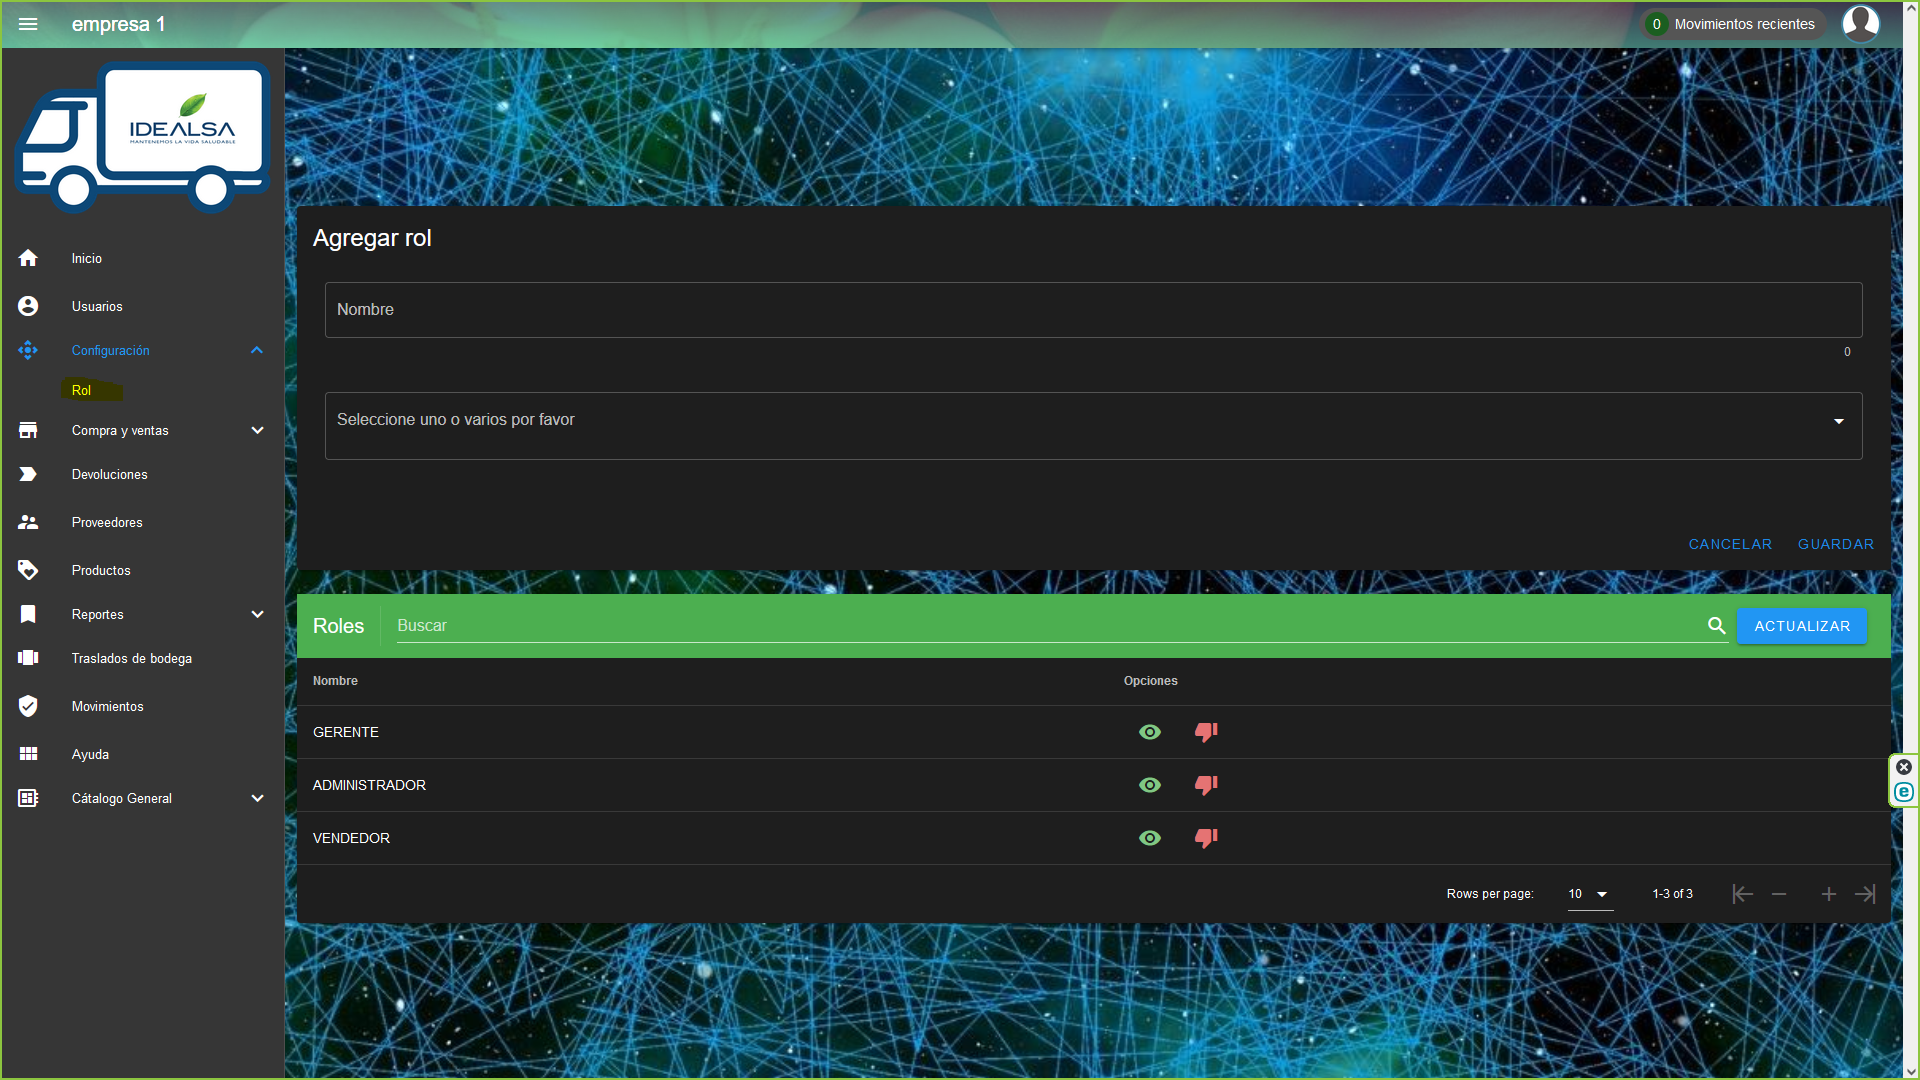 empresa 1
0 Movimientos recientes
IDEALSA
MANTENEMOS LA VIDA SALUDABLE
Inicio
Usuarios
Configuración
Rol
Compra y ventas
Devoluciones
Proveedores
Productos
Reportes
Traslados de bodega
Movimientos
Ayuda
Cátalogo General
Agregar rol
Nombre
0
Seleccione uno o varios por favor
CANCELAR GUARDAR
Roles Buscar ACTUALIZAR
Nombre Opciones
GERENTE
ADMINISTRADOR
VENDEDOR
Rows per page: 10 1-3 of 3